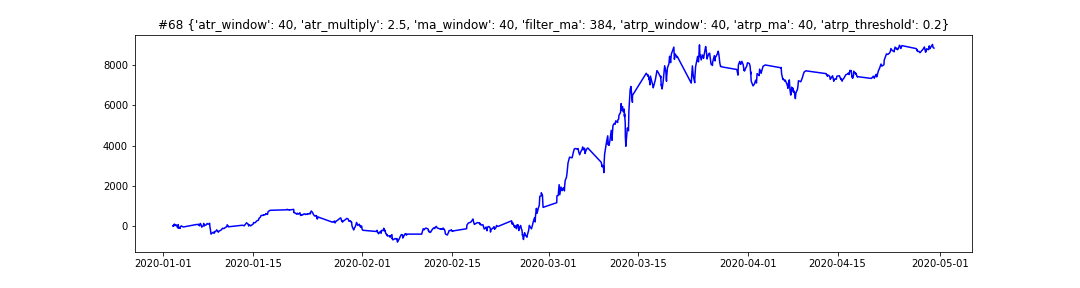 #68 {'atr_window': 40, 'atr_multiply': 2.5, 'ma_window': 40, 'filter_ma': 384, 'atrp_window': 40, 'atrp_ma': 40, 'atrp_threshold': 0.2}
8000
6000
4000
2000
0
2020-01-01 2020-01-15 2020-02-01 2020-02-15 2020-03-01 2020-03-15 2020-04-01 2020-04-15 2020-05-01